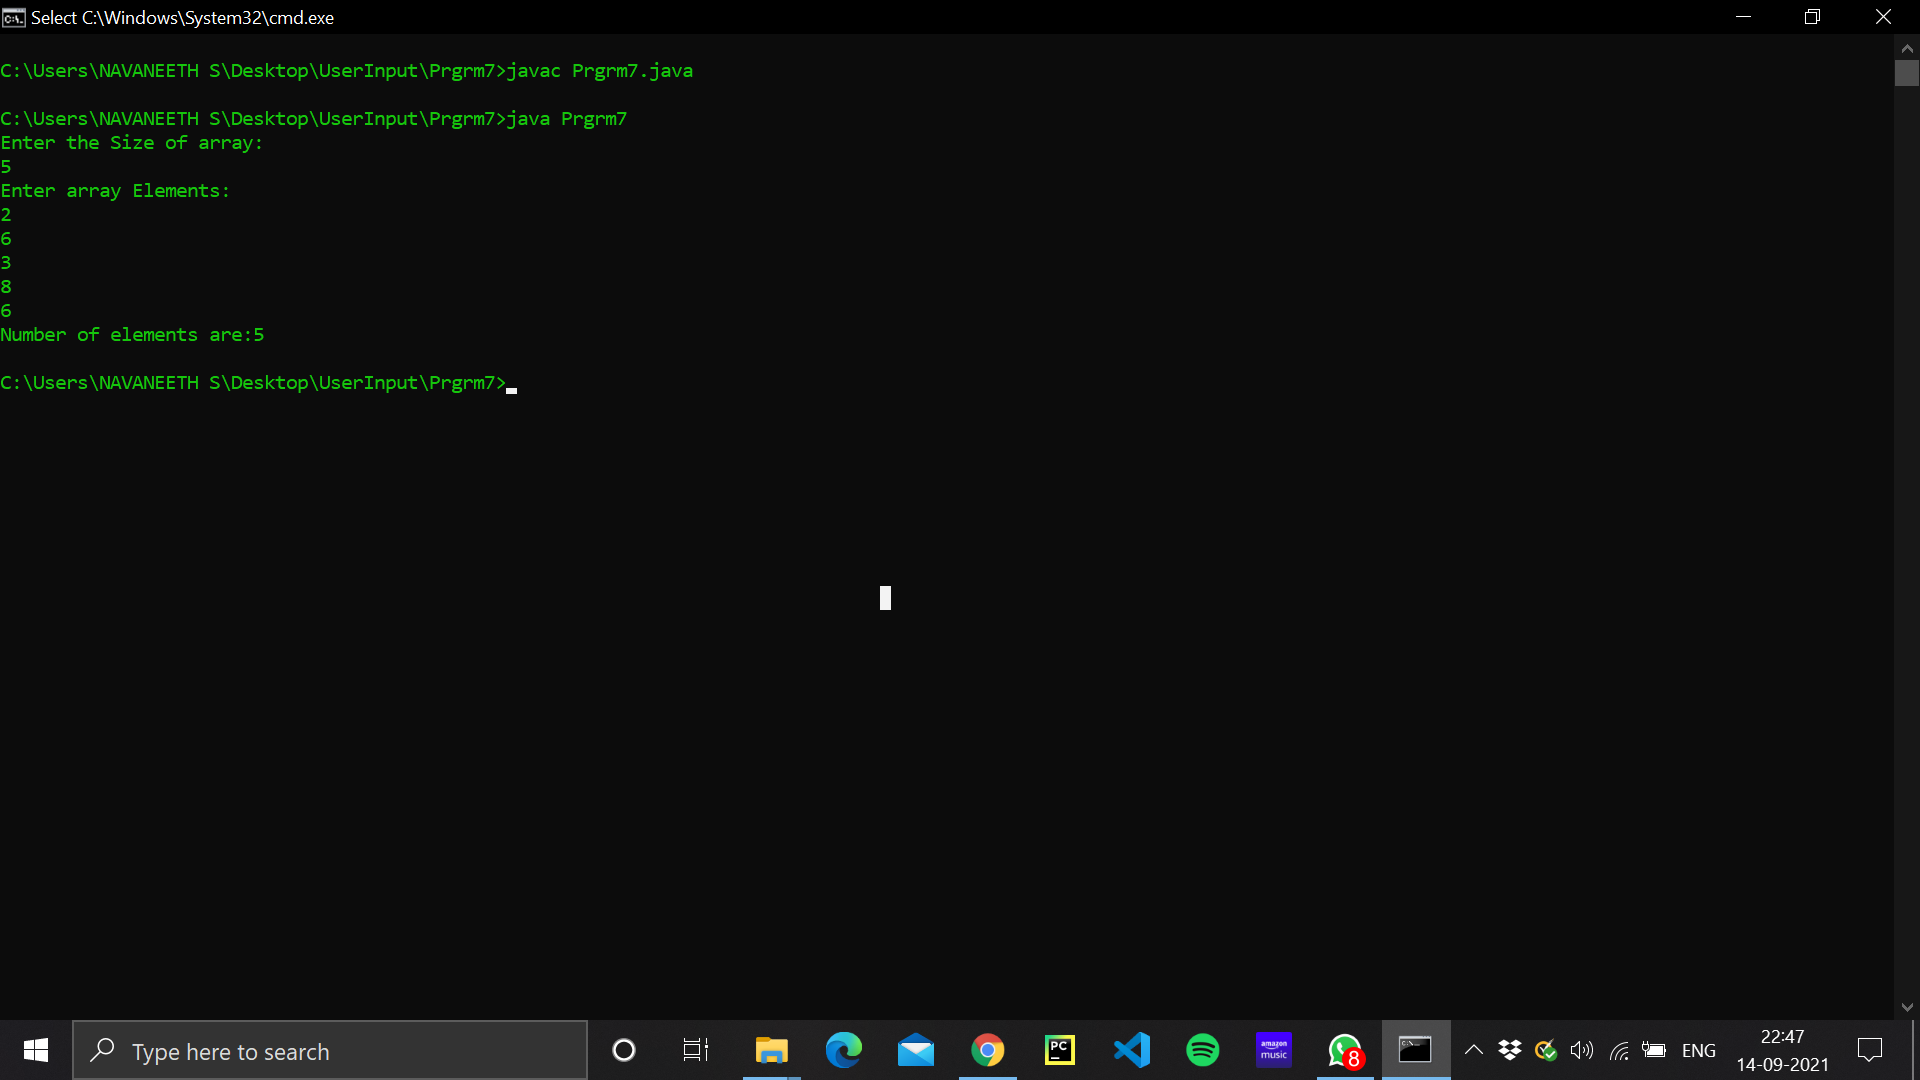 Select C:\Windows\System32\cmd.exe
C:\Users\NAVANEETH S\Desktop\UserInput\Prgrm7>javac Prgrm7.java
C:\Users\NAVANEETH S\Desktop\UserInput\Prgrm7>java Prgrm7
Enter the Size of array:
5
Enter array Elements:
2
6
3
8
6
Number of elements are:5
C:\Users\NAVANEETH S\Desktop\UserInput\Prgrm7>
Type here to search
PC
amazon
music
8
C:\.
ENG
22:47
14-09-2021